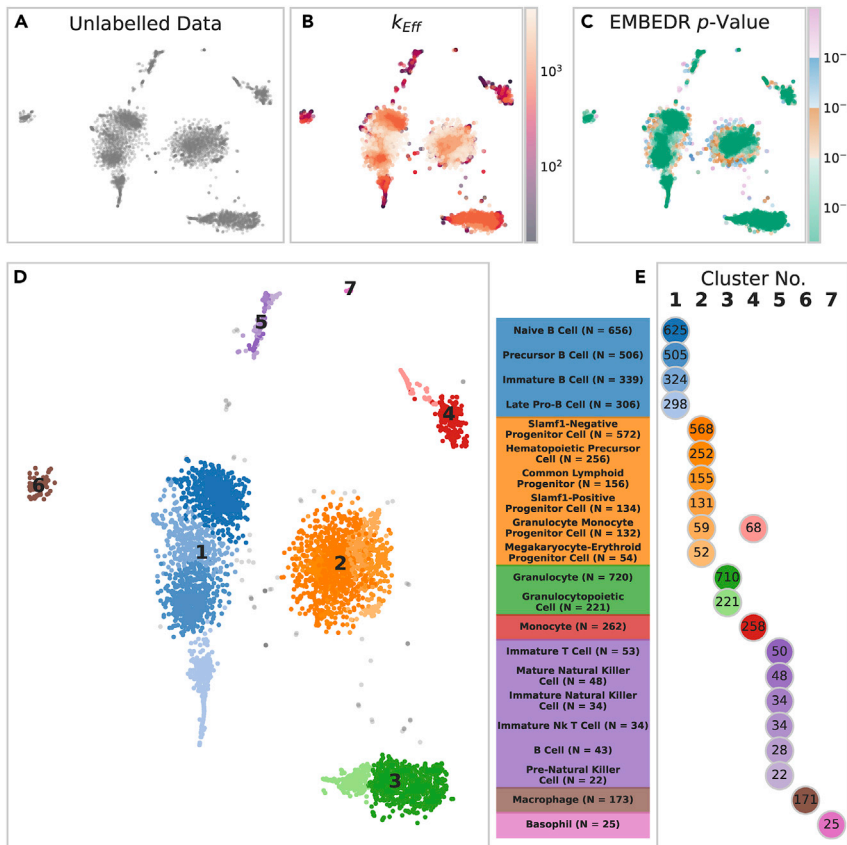 A Unlabelled Data
B k_Eff
10³
10²
C EMBEDR p-Value
10⁻
10⁻
10⁻
10⁻
D
1
2
3
4
5
6
7
E Cluster No.
1 2 3 4 5 6 7
Naive B Cell (N = 656) 625
Precursor B Cell (N = 506) 505
Immature B Cell (N = 339) 324
Late Pro-B Cell (N = 306) 298
Slamf1-Negative
Progenitor Cell (N = 572) 568
Hematopoietic Precursor
Cell (N = 256) 252
Common Lymphoid
Progenitor (N = 156) 155
Slamf1-Positive
Progenitor Cell (N = 134) 131
Granulocyte Monocyte
Progenitor Cell (N = 132) 59 68
Megakaryocyte-Erythroid
Progenitor Cell (N = 54) 52
Granulocyte (N = 720) 710
Granulocytopoietic
Cell (N = 221) 221
Monocyte (N = 262) 258
Immature T Cell (N = 53) 50
Mature Natural Killer
Cell (N = 48) 48
Immature Natural Killer
Cell (N = 34) 34
Immature Nk T Cell (N = 34) 34
B Cell (N = 43) 28
Pre-Natural Killer
Cell (N = 22) 22
Macrophage (N = 173) 171
Basophil (N = 25) 25